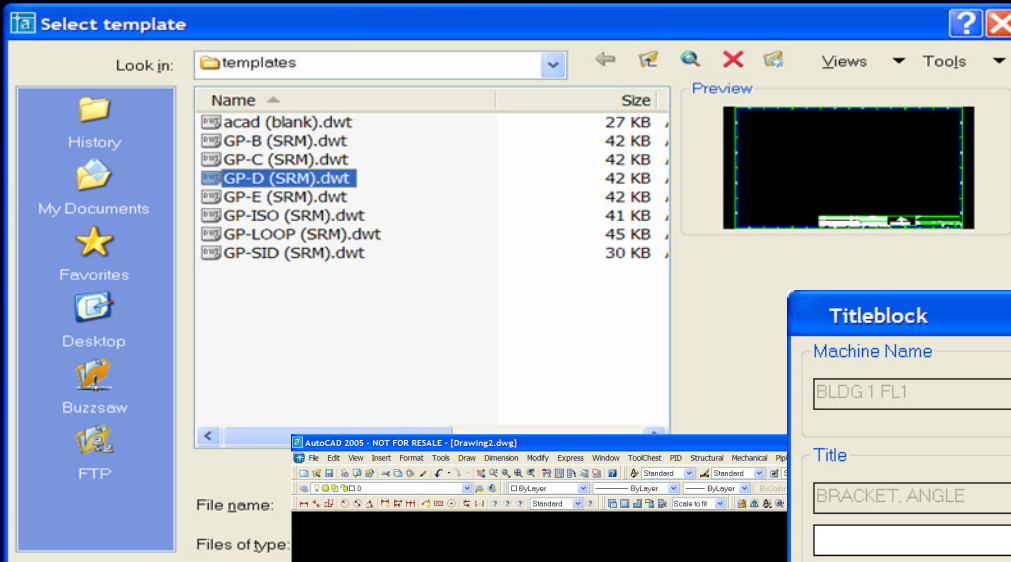 Select template
Look in:
templates
Views
Tools
History
My Documents
Favorites
Desktop
Buzzsaw
FTP
Name
Size
acad (blank).dwt 27 KB
GP-B (SRM).dwt 42 KB
GP-C (SRM).dwt 42 KB
GP-D (SRM).dwt 42 KB
GP-E (SRM).dwt 42 KB
GP-ISO (SRM).dwt 41 KB
GP-LOOP (SRM).dwt 45 KB
GP-SID (SRM).dwt 30 KB
Preview
File name:
Files of type:
AutoCAD 2005 - NOT FOR RESALE - [Drawing2.dwg]
File Edit View Insert Format Tools Draw Dimension Modify Express Window ToolChest PID Structural Mechanical
Standard Standard
0 ByLayer ByLayer ByLayer ByColor
Standard Scale to fit
Titleblock
Machine Name
BLDG 1 FL1
Title
BRACKET, ANGLE